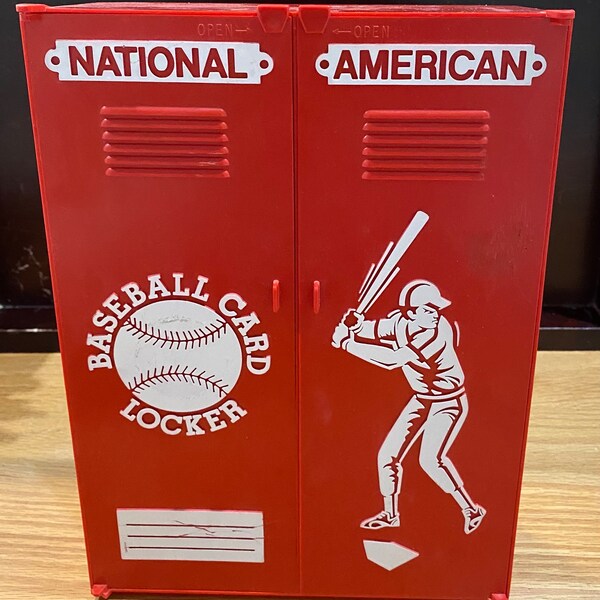 OPEN
OPEN
NATIONAL
AMERICAN
BASEBALL CARD
LOCKER